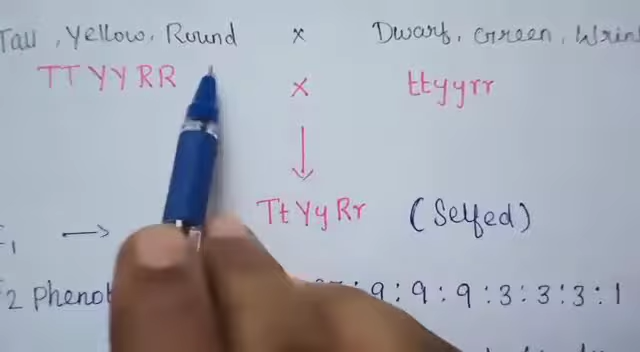 Tall, Yellow, Round × Dwarf, Green, Wrin
TTYYRR × ttyyrr
TtYyRr (Selfed)
F1 →
F2 Phenot : 9 : 9 : 9 : 3 : 3 : 3 : 1